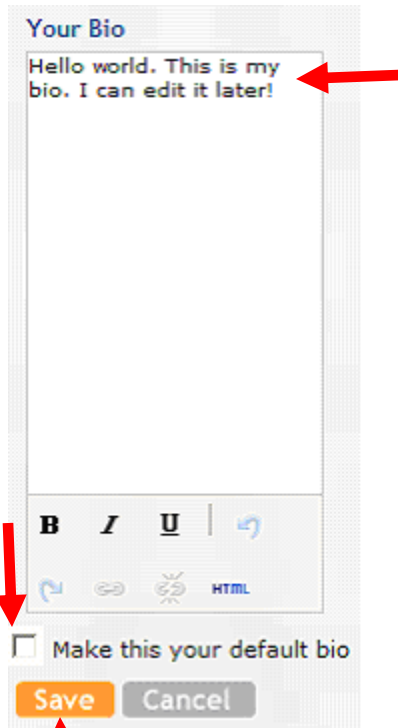 Your Bio
Hello world. This is my
bio. I can edit it later!
B I U
HTML
Make this your default bio
Save Cancel